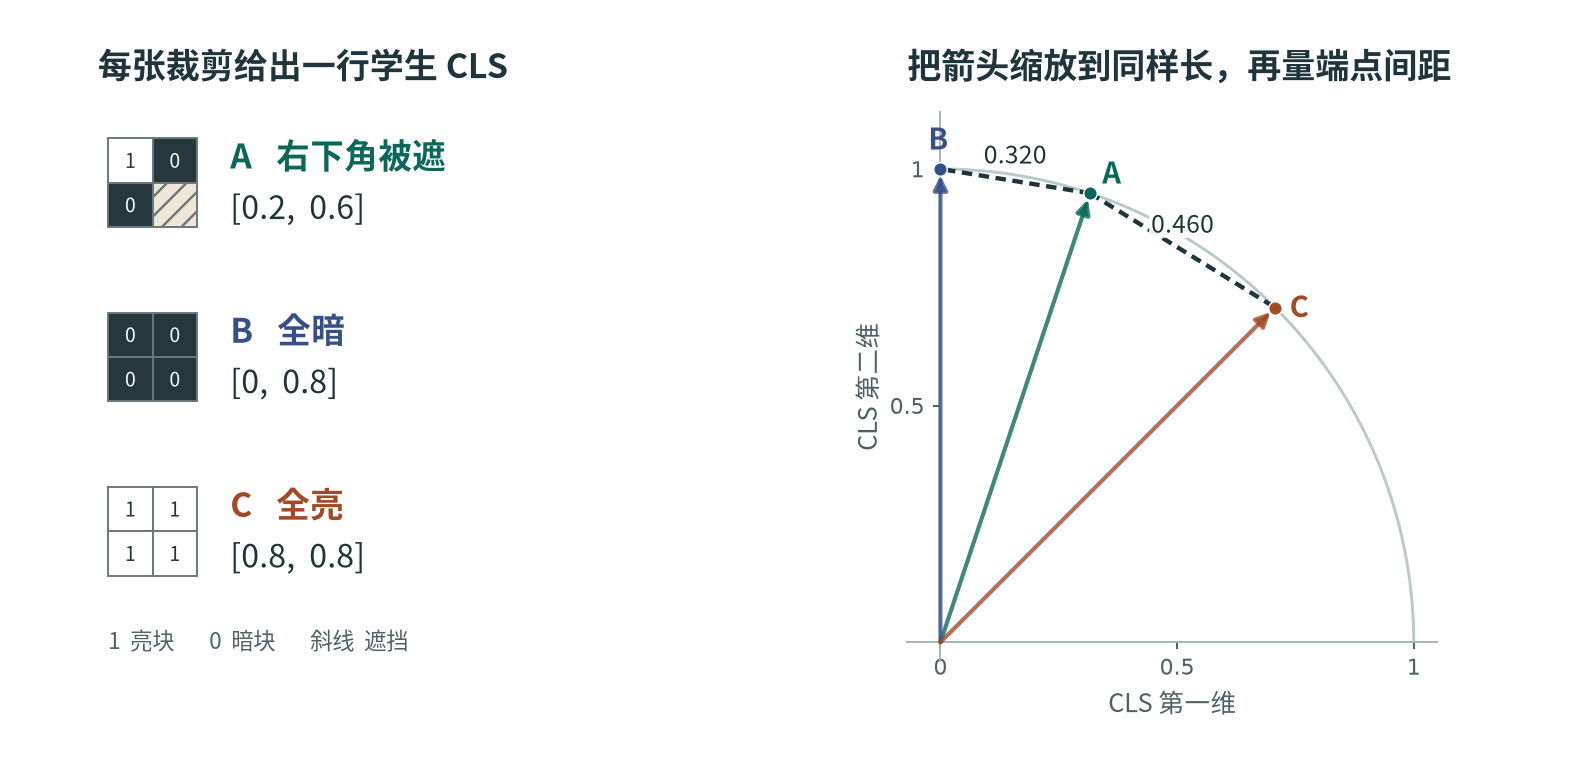 每张裁剪给出一行学生 CLS
1 0
0
A 右下角被遮
[0.2, 0.6]
0 0
0 0
B 全暗
[0, 0.8]
1 1
1 1
C 全亮
[0.8, 0.8]
1 亮块 0 暗块 斜线 遮挡
把箭头缩放到同样长，再量端点间距
B
0.320
A
1
0.460
C
CLS 第二维
0.5
0 0.5 1
CLS 第一维